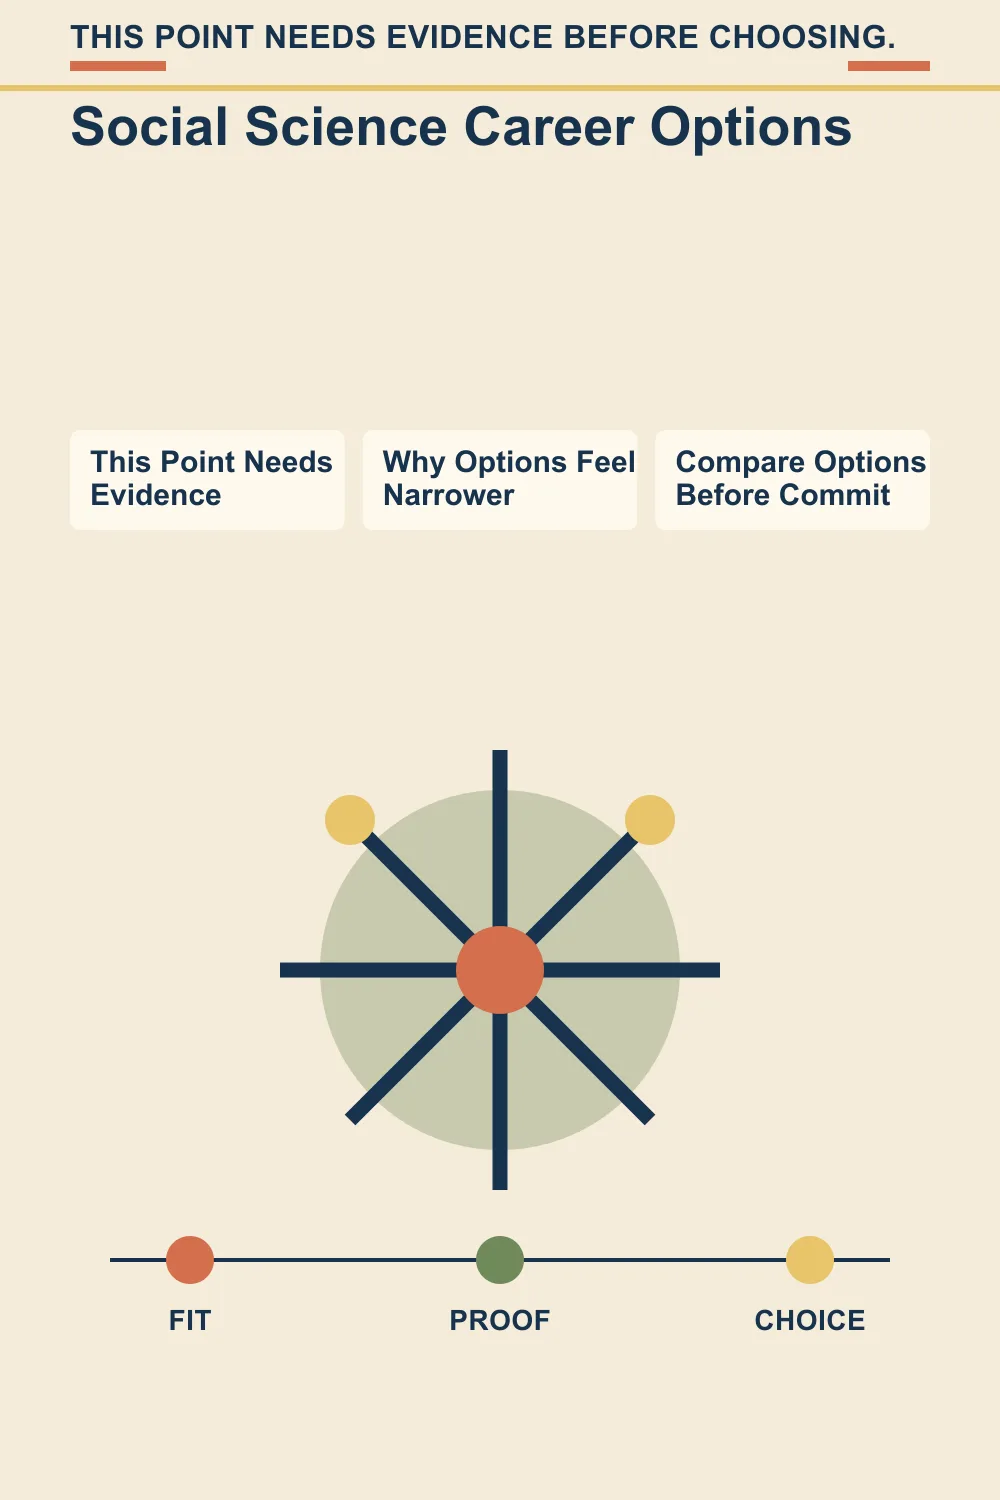 THIS POINT NEEDS EVIDENCE BEFORE CHOOSING.
Social Science Career Options
This Point Needs
Evidence
Why Options Feel
Narrower
Compare Options
Before Commit
FIT
PROOF
CHOICE